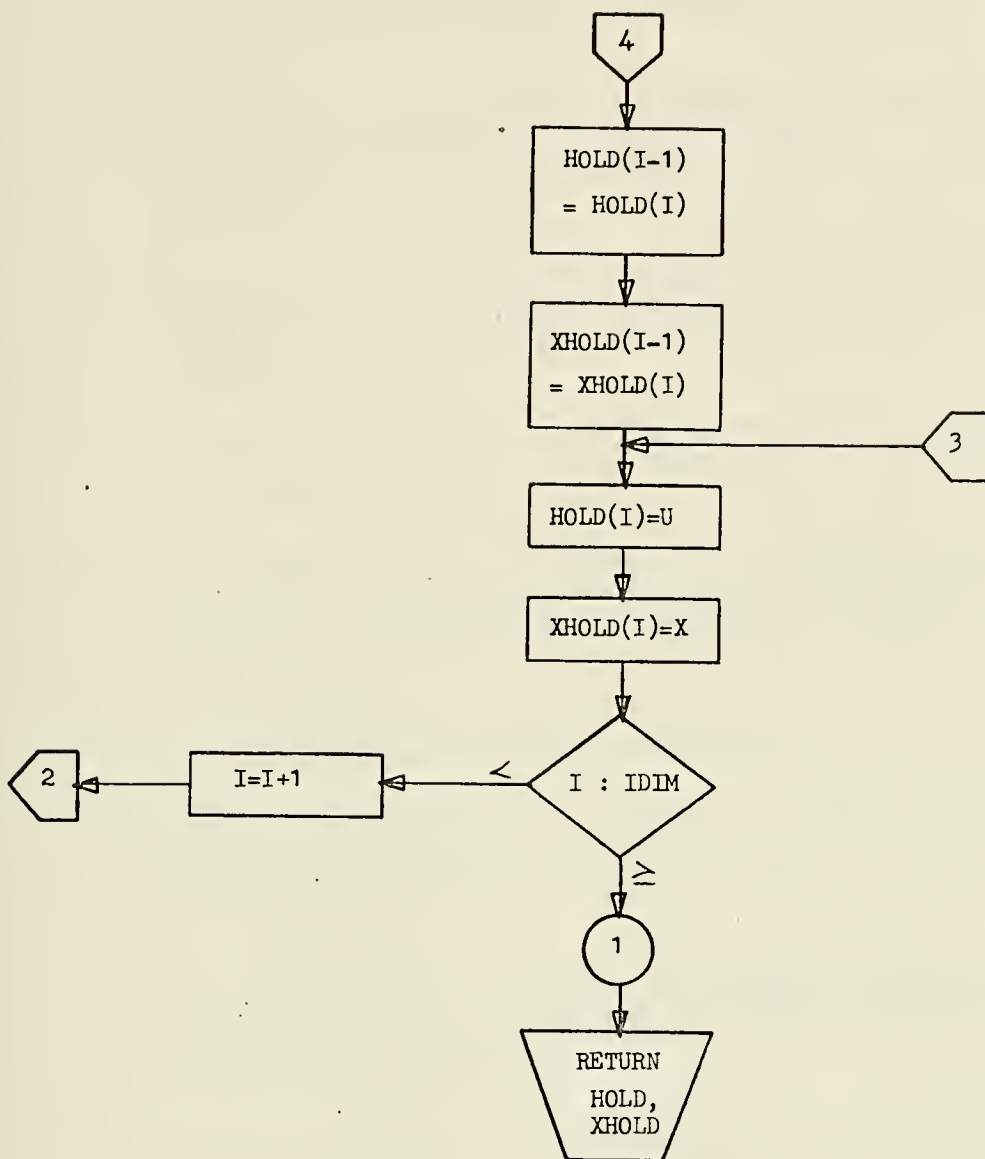 4
HOLD(I-1)
= HOLD(I)
XHOLD(I-1)
= XHOLD(I)
3
HOLD(I)=U
XHOLD(I)=X
2
I=I+1
<
I : IDIM
≥
1
RETURN
HOLD,
XHOLD